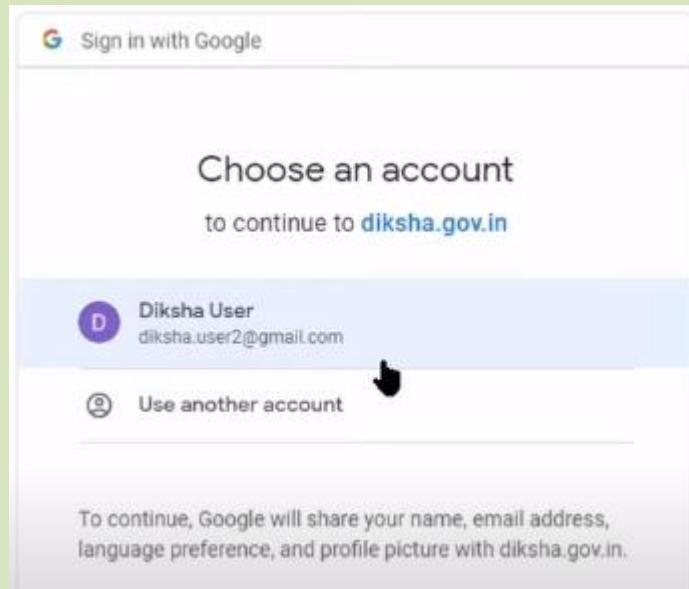 Sign in with Google
Choose an account
to continue to diksha.gov.in
D
Diksha User
diksha.user2@gmail.com
Use another account
To continue, Google will share your name, email address,
language preference, and profile picture with diksha.gov.in.